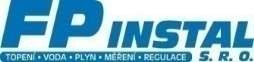 FP INSTAL
TOPENÍ • VODA • PLYN • MĚŘENÍ • REGULACE S. R. O.